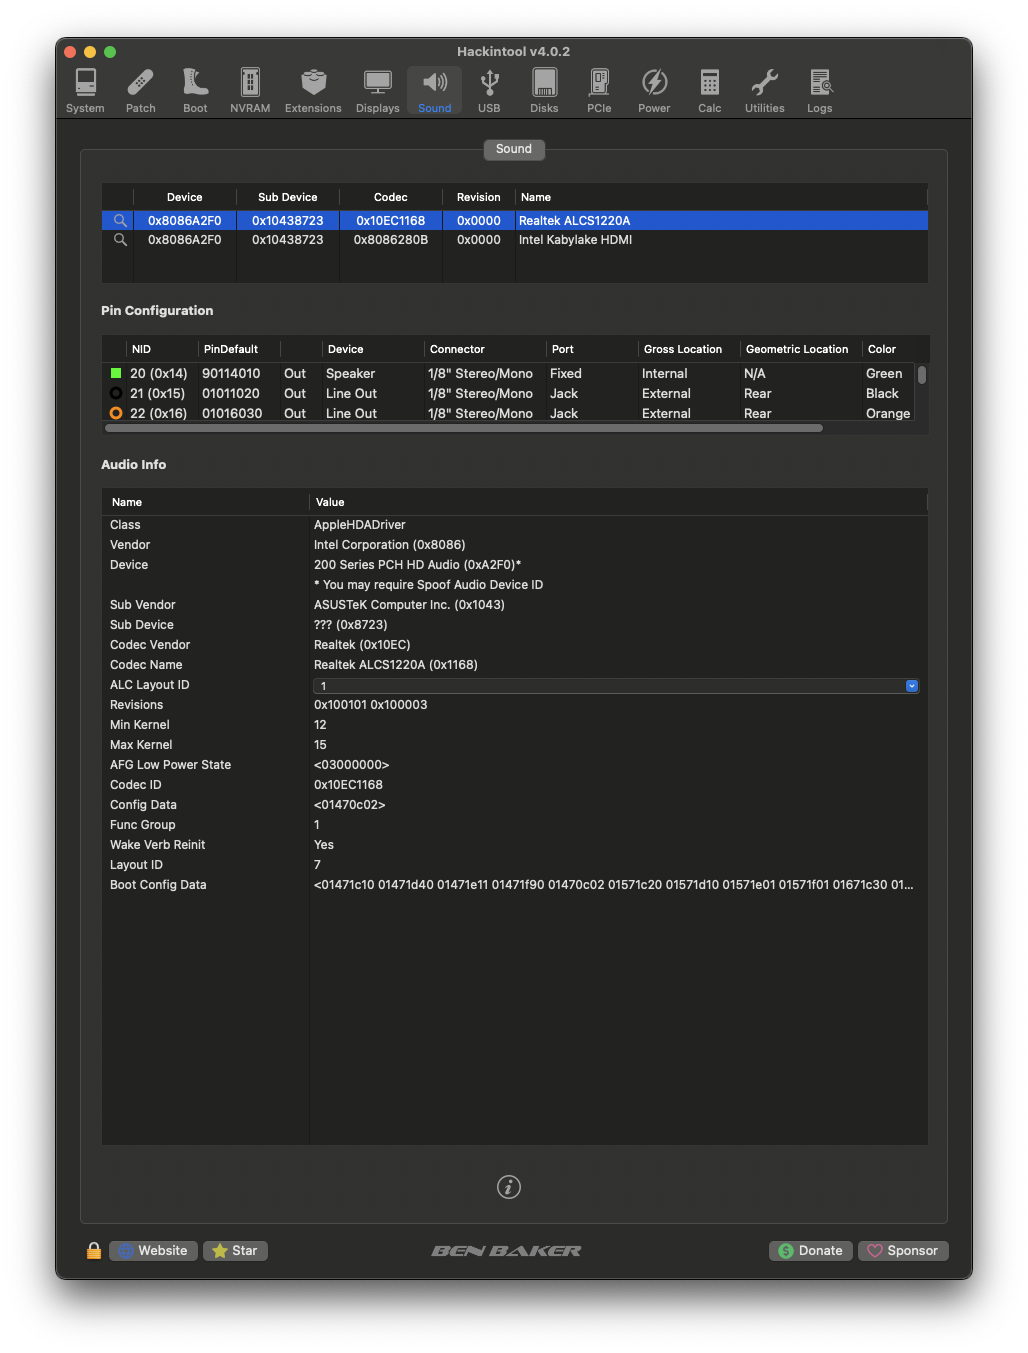 Hackintool v4.0.2
System Patch Boot NVRAM Extensions Displays Sound USB Disks PCIe Power Calc Utilities Logs
Sound
Device Sub Device Codec Revision Name
0x8086A2F0 0x10438723 0x10EC1168 0x0000 Realtek ALCS1220A
0x8086A2F0 0x10438723 0x8086280B 0x0000 Intel Kabylake HDMI
Pin Configuration
NID PinDefault Device Connector Port Gross Location Geometric Location Color
20 (0x14) 90114010 Out Speaker 1/8" Stereo/Mono Fixed Internal N/A Green
21 (0x15) 01011020 Out Line Out 1/8" Stereo/Mono Jack External Rear Black
22 (0x16) 01016030 Out Line Out 1/8" Stereo/Mono Jack External Rear Orange
Audio Info
Name Value
Class AppleHDADriver
Vendor Intel Corporation (0x8086)
Device 200 Series PCH HD Audio (0xA2F0)*
* You may require Spoof Audio Device ID
Sub Vendor ASUSTeK Computer Inc. (0x1043)
Sub Device ??? (0x8723)
Codec Vendor Realtek (0x10EC)
Codec Name Realtek ALCS1220A (0x1168)
ALC Layout ID 1
Revisions 0x100101 0x100003
Min Kernel 12
Max Kernel 15
AFG Low Power State <03000000>
Codec ID 0x10EC1168
Config Data <01470c02>
Func Group 1
Wake Verb Reinit Yes
Layout ID 7
Boot Config Data <01471c10 01471d40 01471e11 01471f90 01470c02 01571c20 01571d10 01571e01 01571f01 01671c30 01...
Website Star BEN BAKER Donate Sponsor